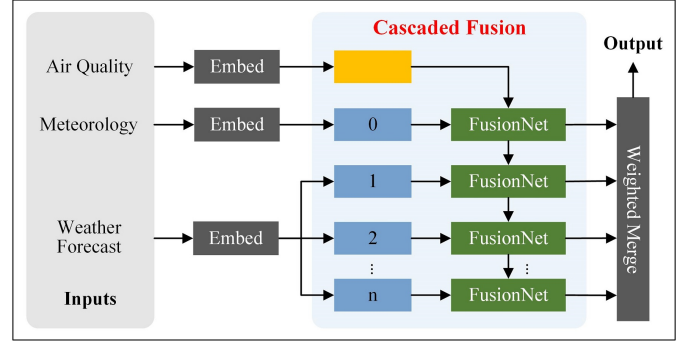 Cascaded Fusion
Output
Air Quality
Embed
Meteorology
Embed
0
FusionNet
1
FusionNet
Weather
Forecast
Embed
2
FusionNet
...
...
Inputs
n
FusionNet
Weighted Merge